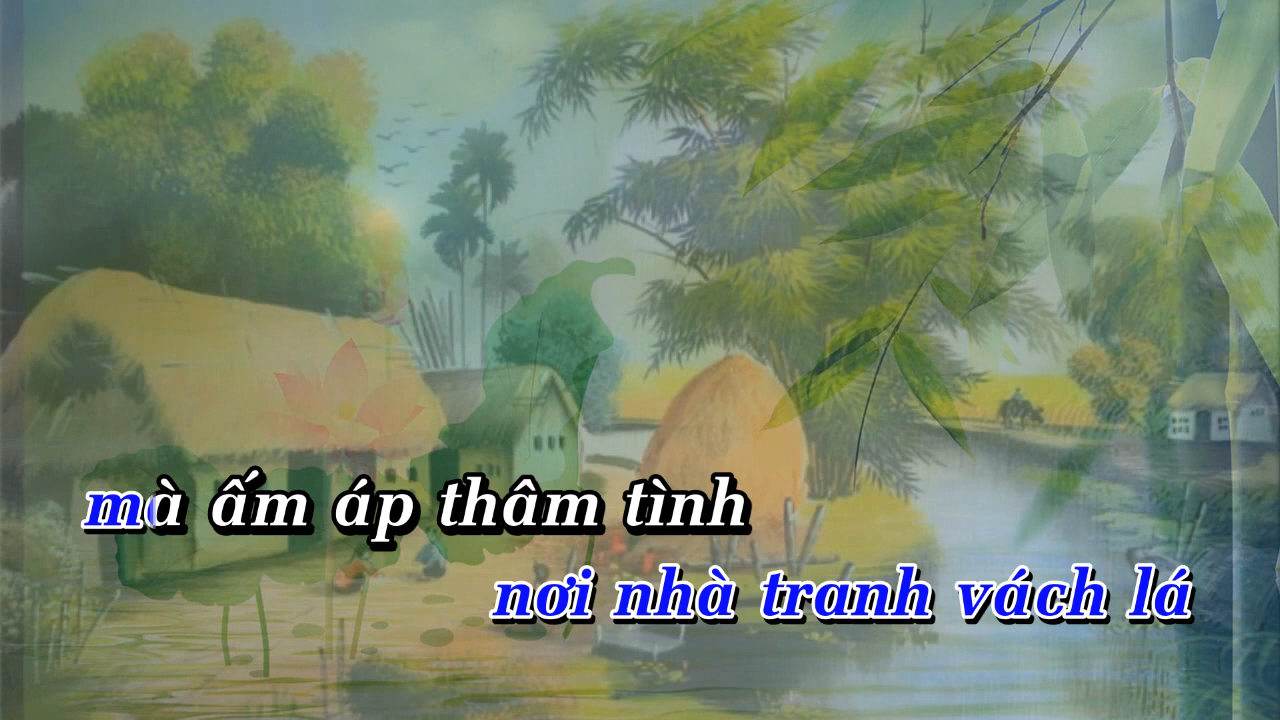 mà ấm áp thâm tình
nơi nhà tranh vách lá